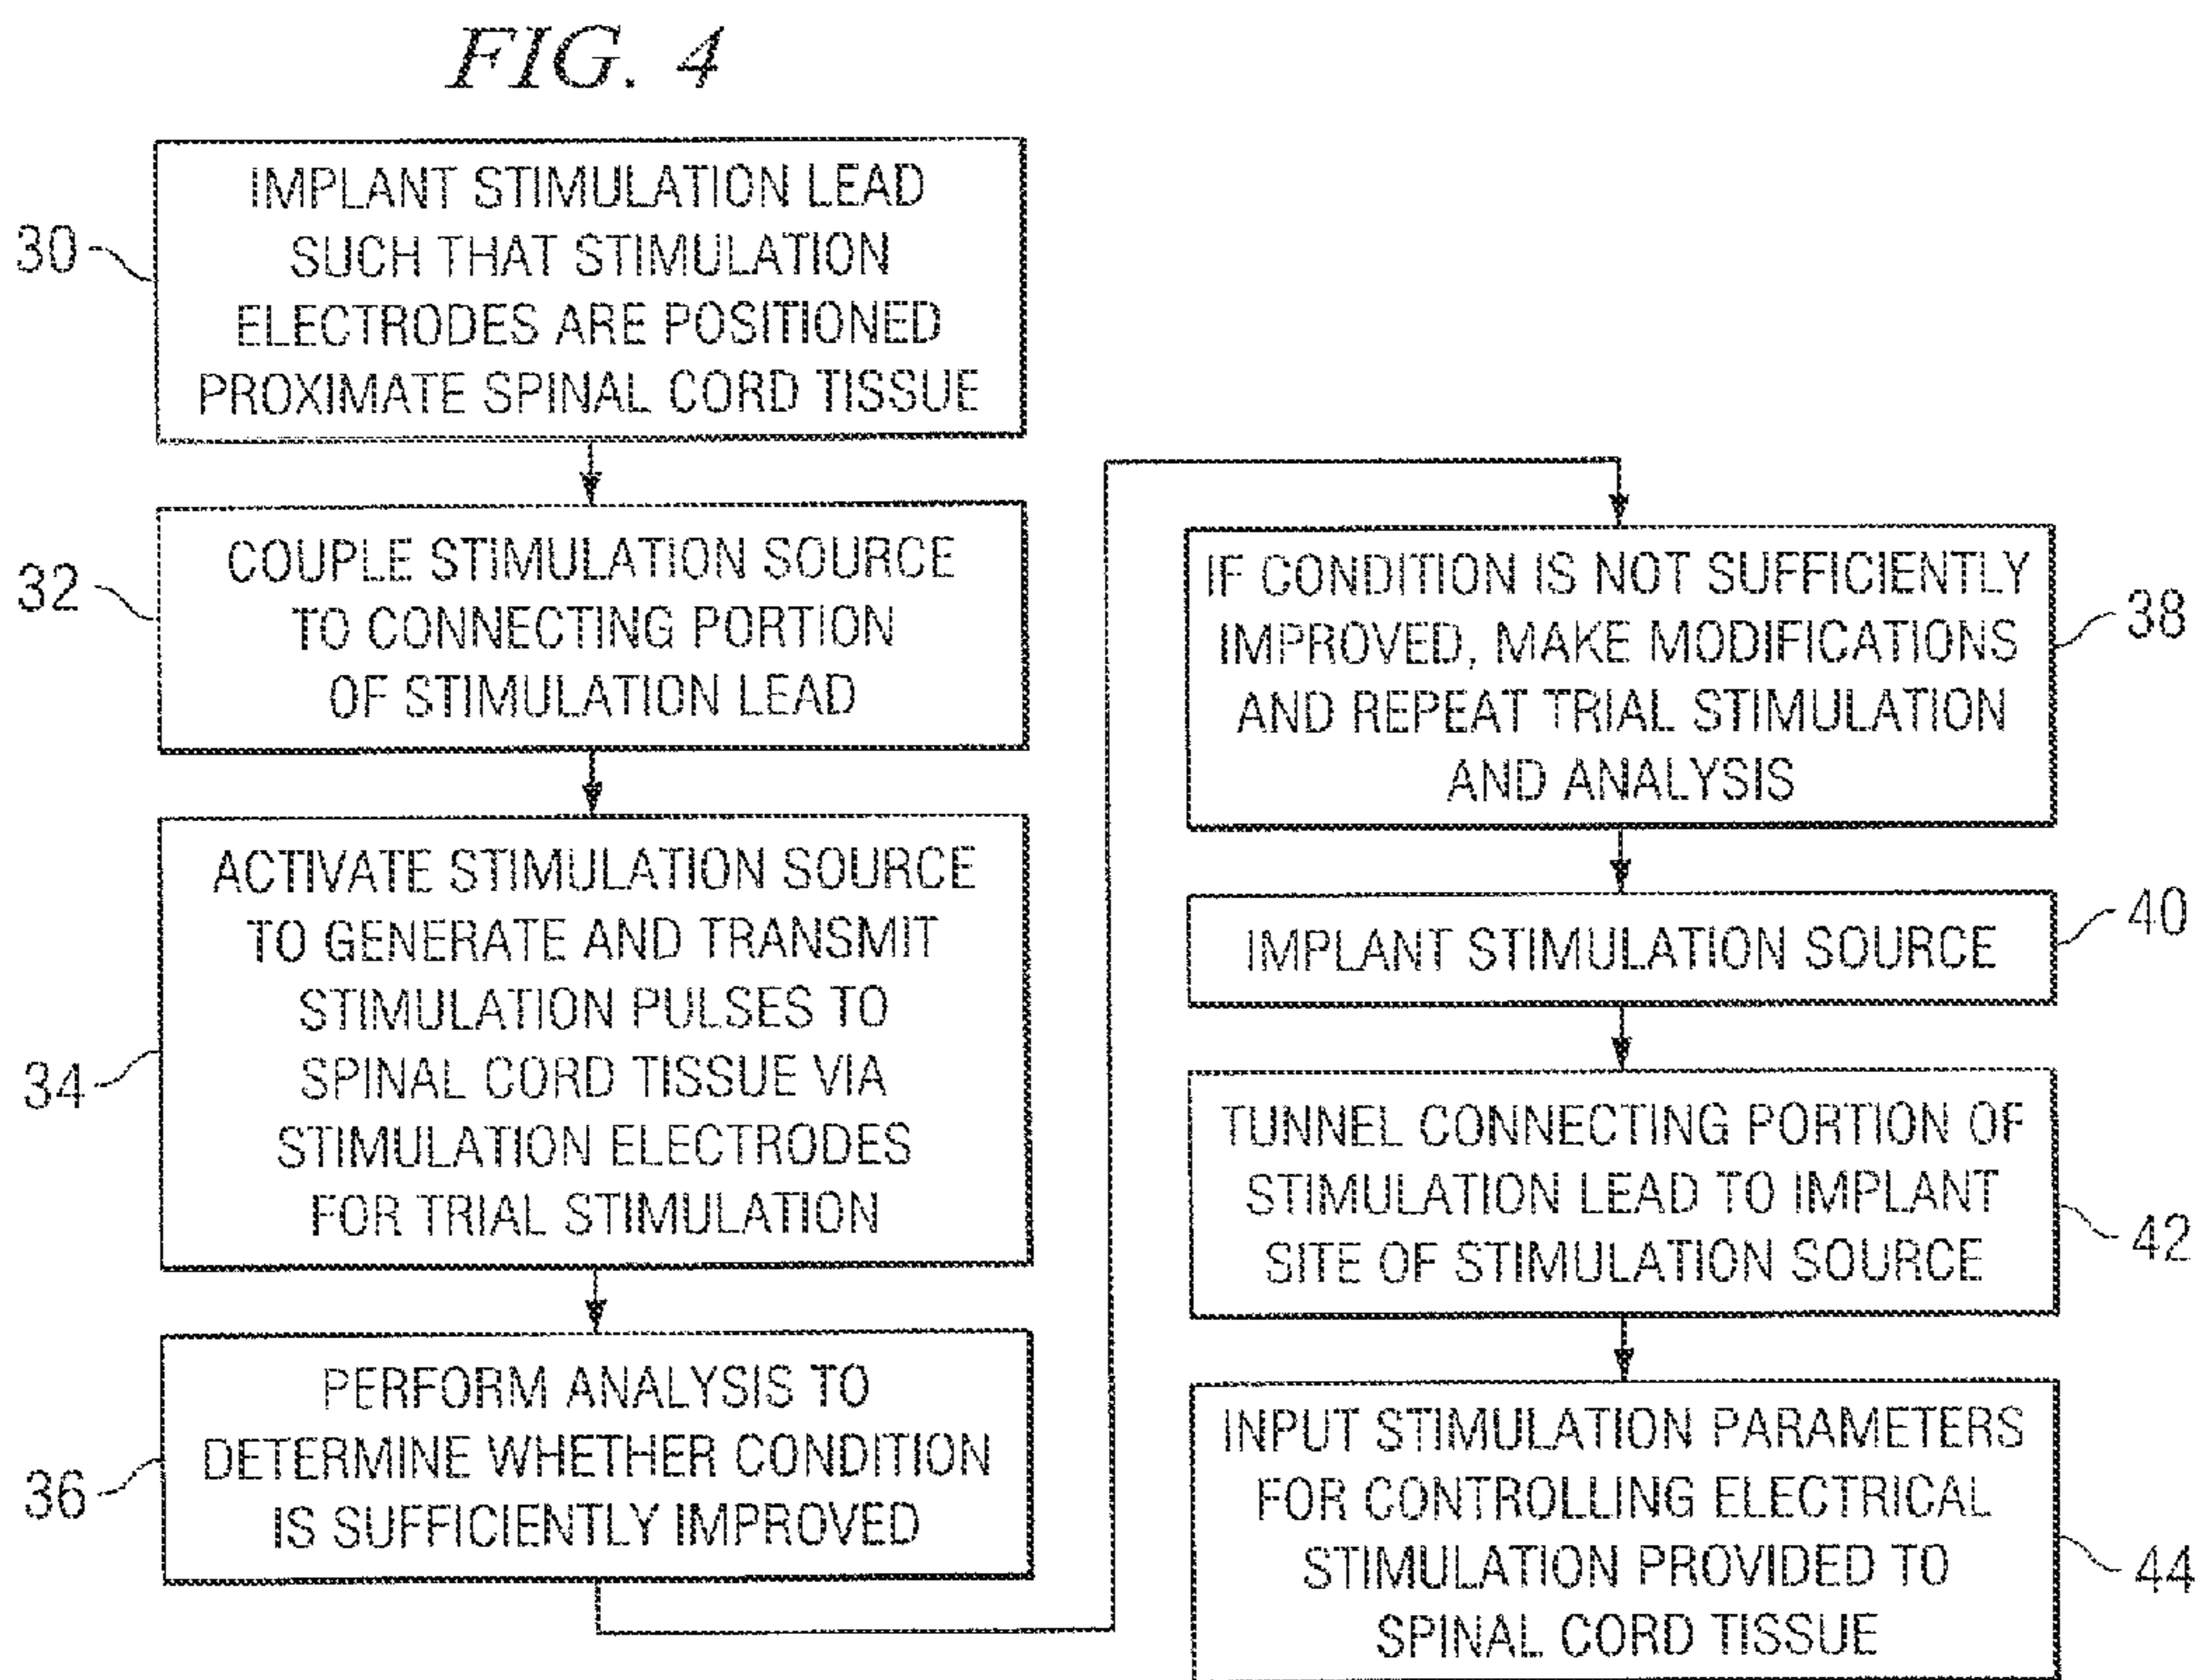 FIG. 4
30
IMPLANT STIMULATION LEAD
SUCH THAT STIMULATION
ELECTRODES ARE POSITIONED
PROXIMATE SPINAL CORD TISSUE
32
COUPLE STIMULATION SOURCE
TO CONNECTING PORTION
OF STIMULATION LEAD
34
ACTIVATE STIMULATION SOURCE
TO GENERATE AND TRANSMIT
STIMULATION PULSES TO
SPINAL CORD TISSUE VIA
STIMULATION ELECTRODES
FOR TRIAL STIMULATION
36
PERFORM ANALYSIS TO
DETERMINE WHETHER CONDITION
IS SUFFICIENTLY IMPROVED
IF CONDITION IS NOT SUFFICIENTLY
IMPROVED, MAKE MODIFICATIONS
AND REPEAT TRIAL STIMULATION
AND ANALYSIS
38
IMPLANT STIMULATION SOURCE
40
TUNNEL CONNECTING PORTION OF
STIMULATION LEAD TO IMPLANT
SITE OF STIMULATION SOURCE
42
INPUT STIMULATION PARAMETERS
FOR CONTROLLING ELECTRICAL
STIMULATION PROVIDED TO
SPINAL CORD TISSUE
44